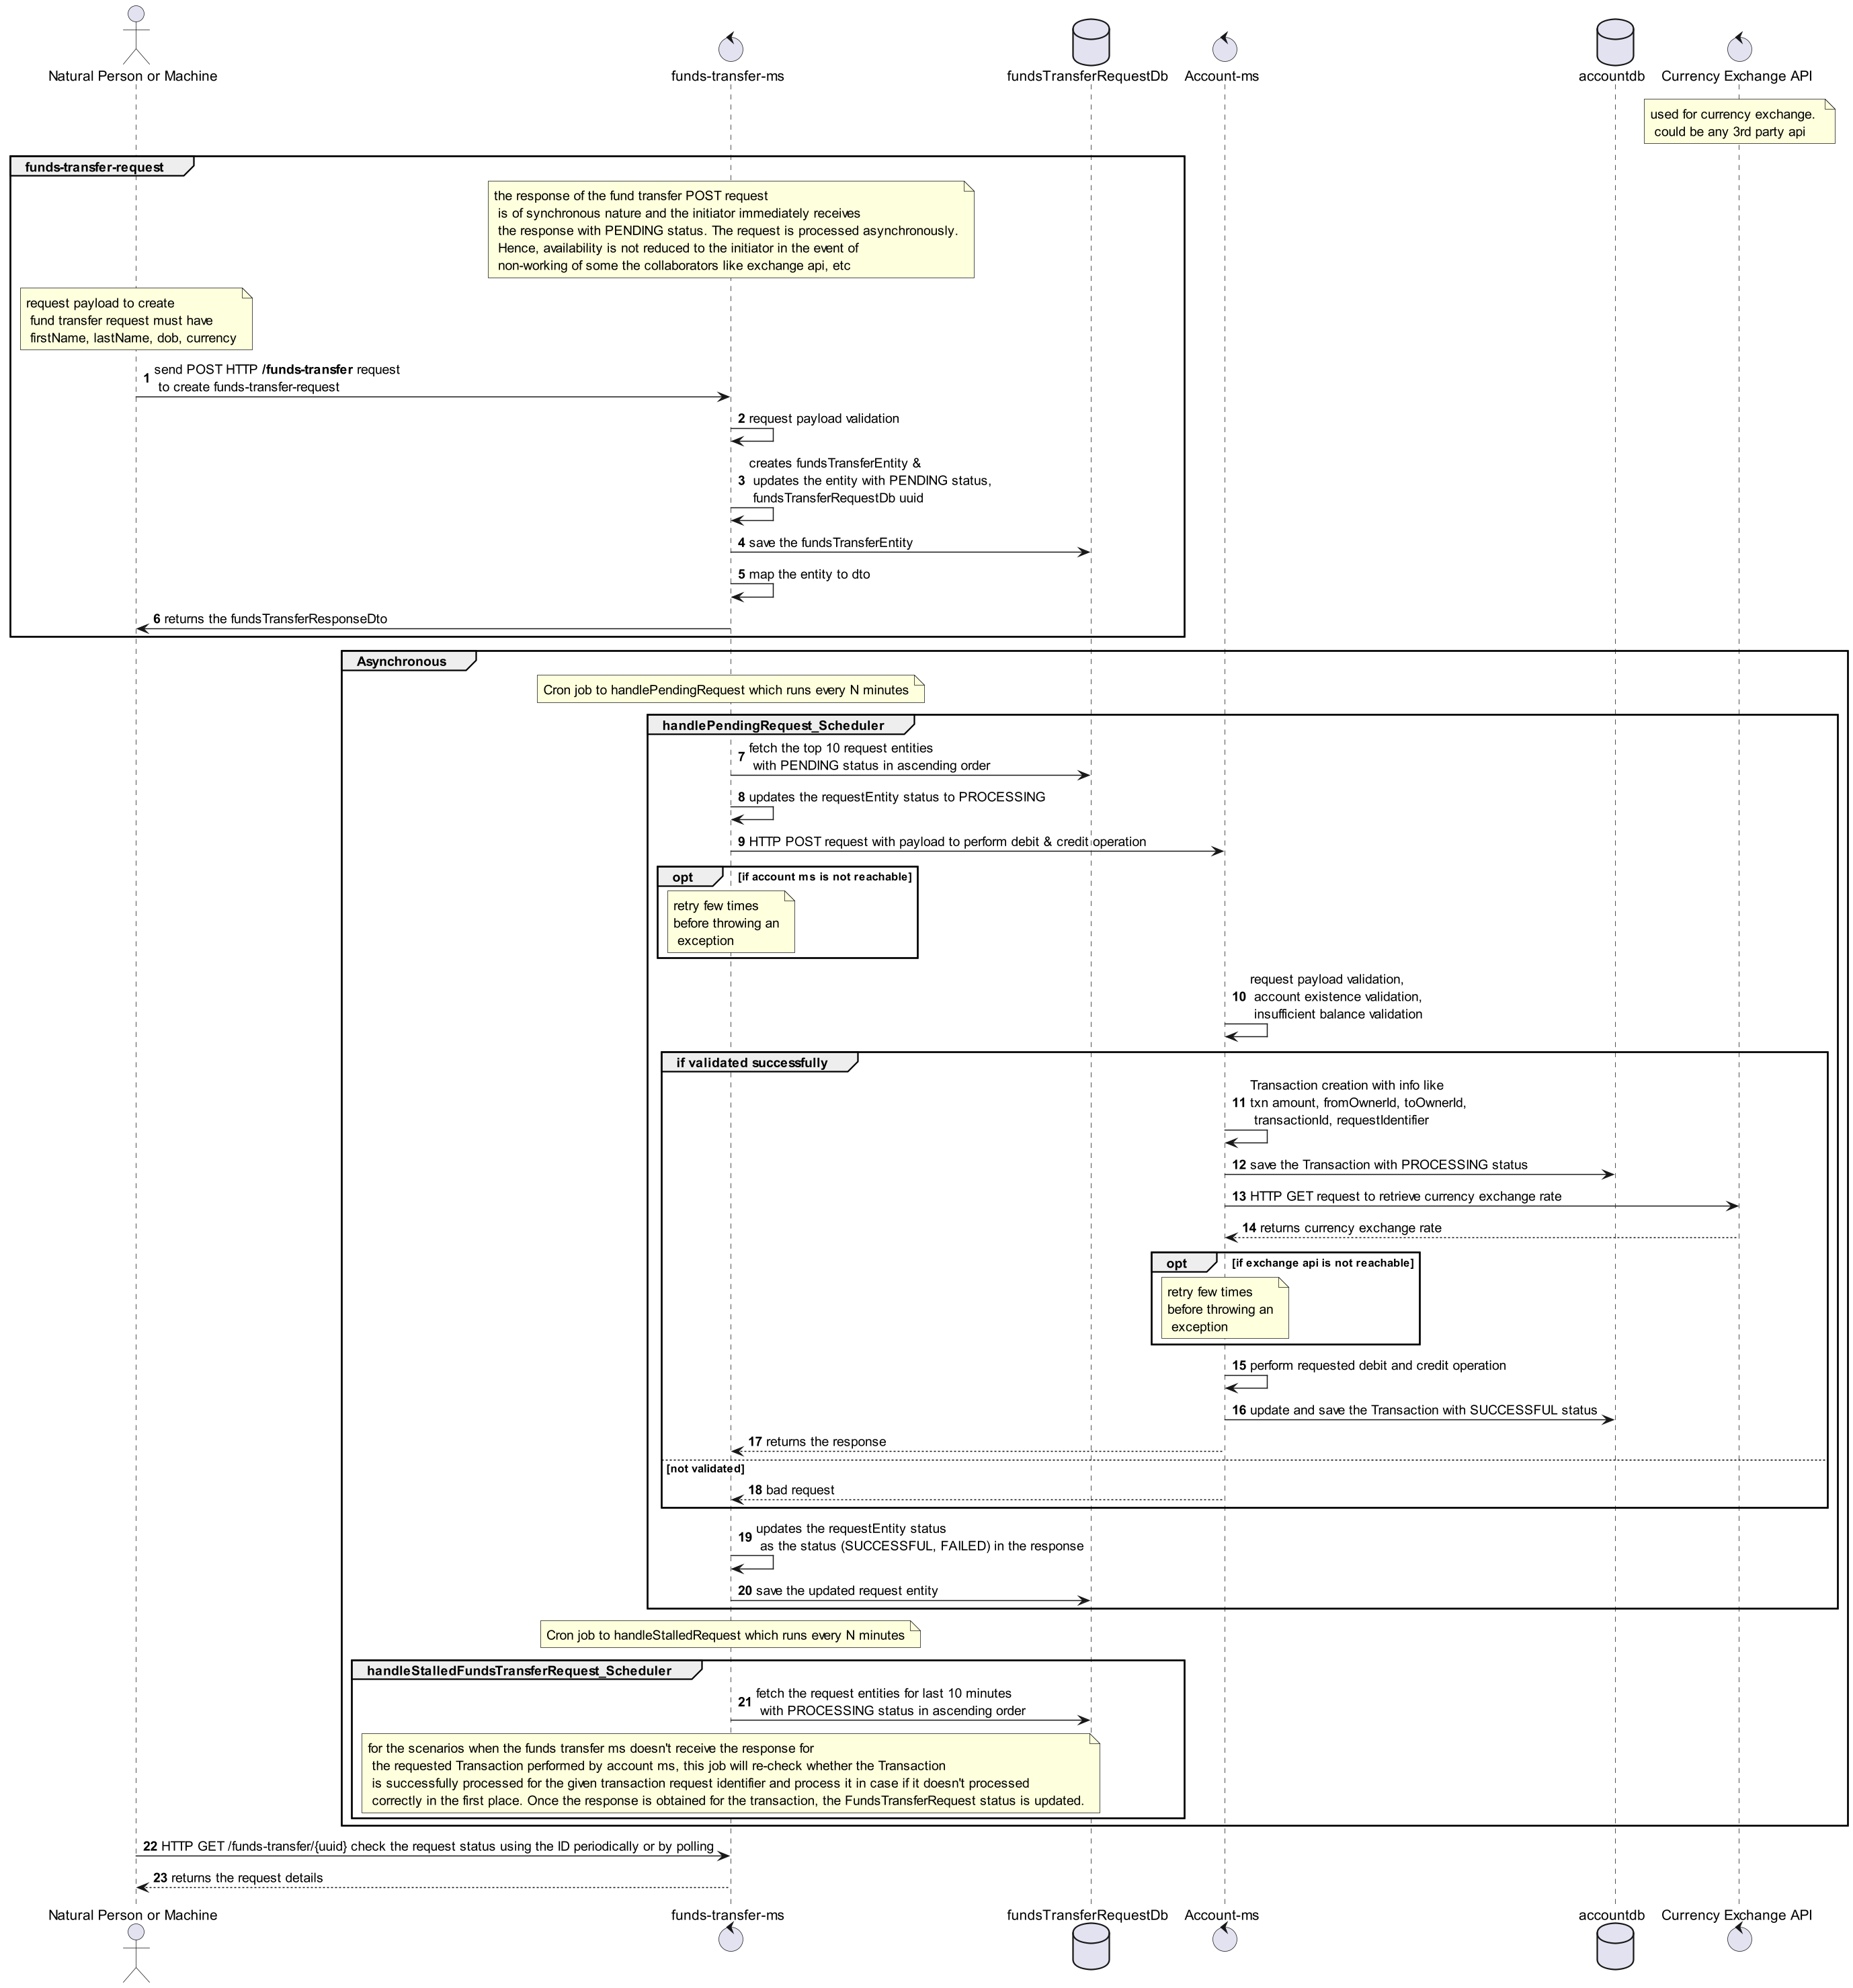 Natural Person or Machine
funds-transfer-ms
fundsTransferRequestDb
Account-ms
accountdb
Currency Exchange API
used for currency exchange.
could be any 3rd party api
funds-transfer-request
the response of the fund transfer POST request
is of synchronous nature and the initiator immediately receives
the response with PENDING status. The request is processed asynchronously.
Hence, availability is not reduced to the initiator in the event of
non-working of some the collaborators like exchange api, etc
request payload to create
fund transfer request must have
firstName, lastName, dob, currency
1 send POST HTTP /funds-transfer request
to create funds-transfer-request
2 request payload validation
creates fundsTransferEntity &
3 updates the entity with PENDING status,
fundsTransferRequestDb uuid
4 save the fundsTransferEntity
5 map the entity to dto
6 returns the fundsTransferResponseDto
Asynchronous
Cron job to handlePendingRequest which runs every N minutes
handlePendingRequest_Scheduler
7 fetch the top 10 request entities
with PENDING status in ascending order
8 updates the requestEntity status to PROCESSING
9 HTTP POST request with payload to perform debit & credit operation
opt [if account ms is not reachable]
retry few times
before throwing an
exception
request payload validation,
10 account existence validation,
insufficient balance validation
if validated successfully
Transaction creation with info like
11 txn amount, fromOwnerId, toOwnerId,
transactionId, requestIdentifier
12 save the Transaction with PROCESSING status
13 HTTP GET request to retrieve currency exchange rate
14 returns currency exchange rate
opt [if exchange api is not reachable]
retry few times
before throwing an
exception
15 perform requested debit and credit operation
16 update and save the Transaction with SUCCESSFUL status
17 returns the response
[not validated]
18 bad request
19 updates the requestEntity status
as the status (SUCCESSFUL, FAILED) in the response
20 save the updated request entity
Cron job to handleStalledRequest which runs every N minutes
handleStalledFundsTransferRequest_Scheduler
21 fetch the request entities for last 10 minutes
with PROCESSING status in ascending order
for the scenarios when the funds transfer ms doesn't receive the response for
the requested Transaction performed by account ms, this job will re-check whether the Transaction
is successfully processed for the given transaction request identifier and process it in case if it doesn't processed
correctly in the first place. Once the response is obtained for the transaction, the FundsTransferRequest status is updated.
22 HTTP GET /funds-transfer/{uuid} check the request status using the ID periodically or by polling
23 returns the request details
Natural Person or Machine
funds-transfer-ms
fundsTransferRequestDb
Account-ms
accountdb
Currency Exchange API